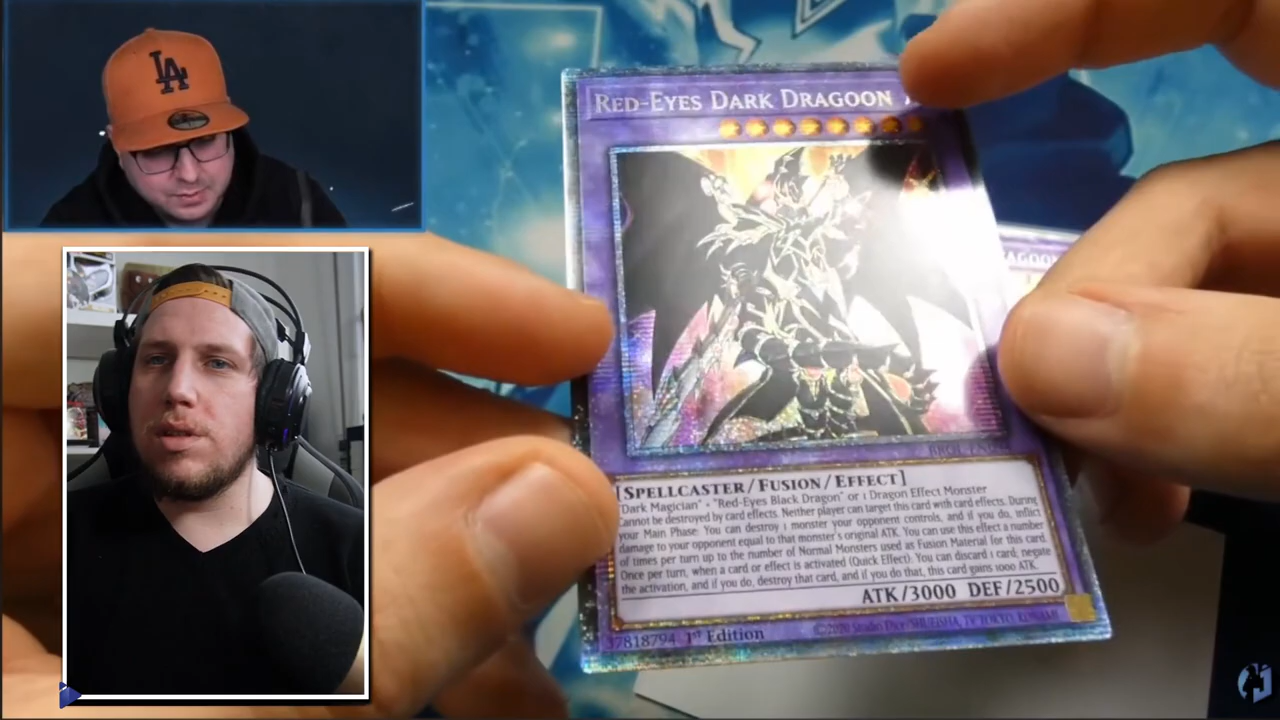 LA
RED-EYES DARK DRAGOON
AGOON
[SPELLCASTER/FUSION/EFFECT]
"Dark Magician" + "Red-Eyes Black Dragon" or 1 Dragon Effect Monster
Cannot be destroyed by card effects. Neither player can target this card with card effects. During
your Main Phase: You can destroy 1 monster your opponent controls, and if you do, inflict
damage to your opponent equal to that monster's original ATK. You can use this effect a number
of times per turn up to the number of Normal Monsters used as Fusion Material for this card.
Once per turn, when a card or effect is activated (Quick Effect): You can discard 1 card; negate
the activation, and if you do, destroy that card, and if you do that, this card gains 1000 ATK.
ATK/3000 DEF/2500
37818794 1st Edition
©2020 Studio Dice/SHUEISHA, TV TOKYO, KONAMI